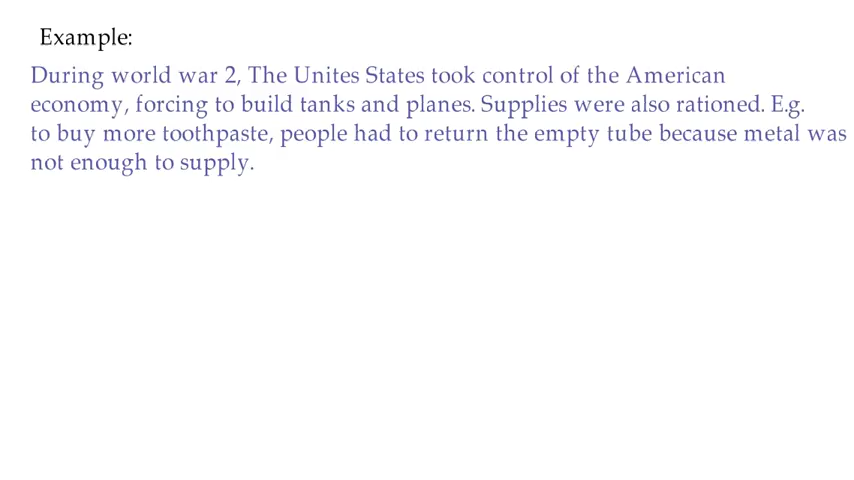 Example:
During world war 2, The Unites States took control of the American
economy, forcing to build tanks and planes. Supplies were also rationed. E.g.
to buy more toothpaste, people had to return the empty tube because metal was
not enough to supply.